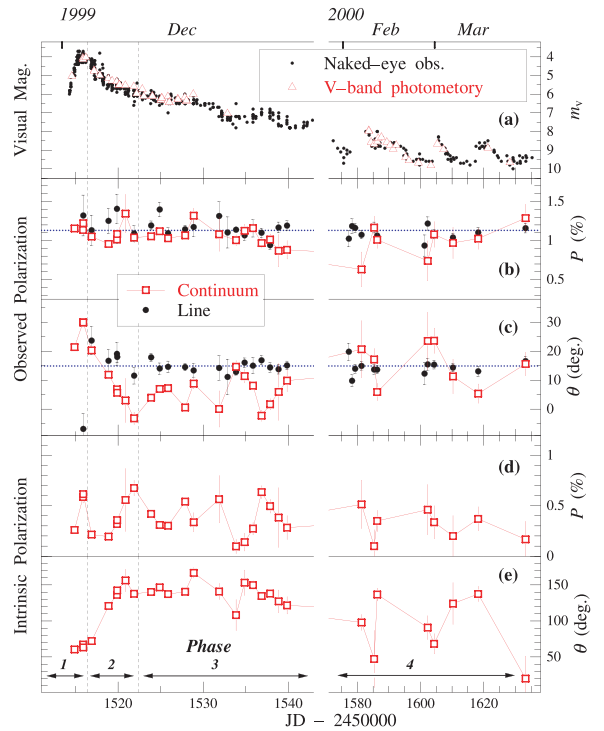 1999 2000
Dec Feb Mar
Visual Mag.
Naked–eye obs.
V–band photometory
(a)
4
5
6
7
8
9
10
m_v
Observed Polarization
(b)
1.5
1
0.5
P (%)
Continuum
Line
(c)
30
20
10
0
θ (deg.)
Intrinsic Polarization
(d)
1
0.5
0
P (%)
(e)
150
100
50
θ (deg.)
Phase
1 2 3 4
1520 1530 1540 1580 1600 1620
JD – 2450000